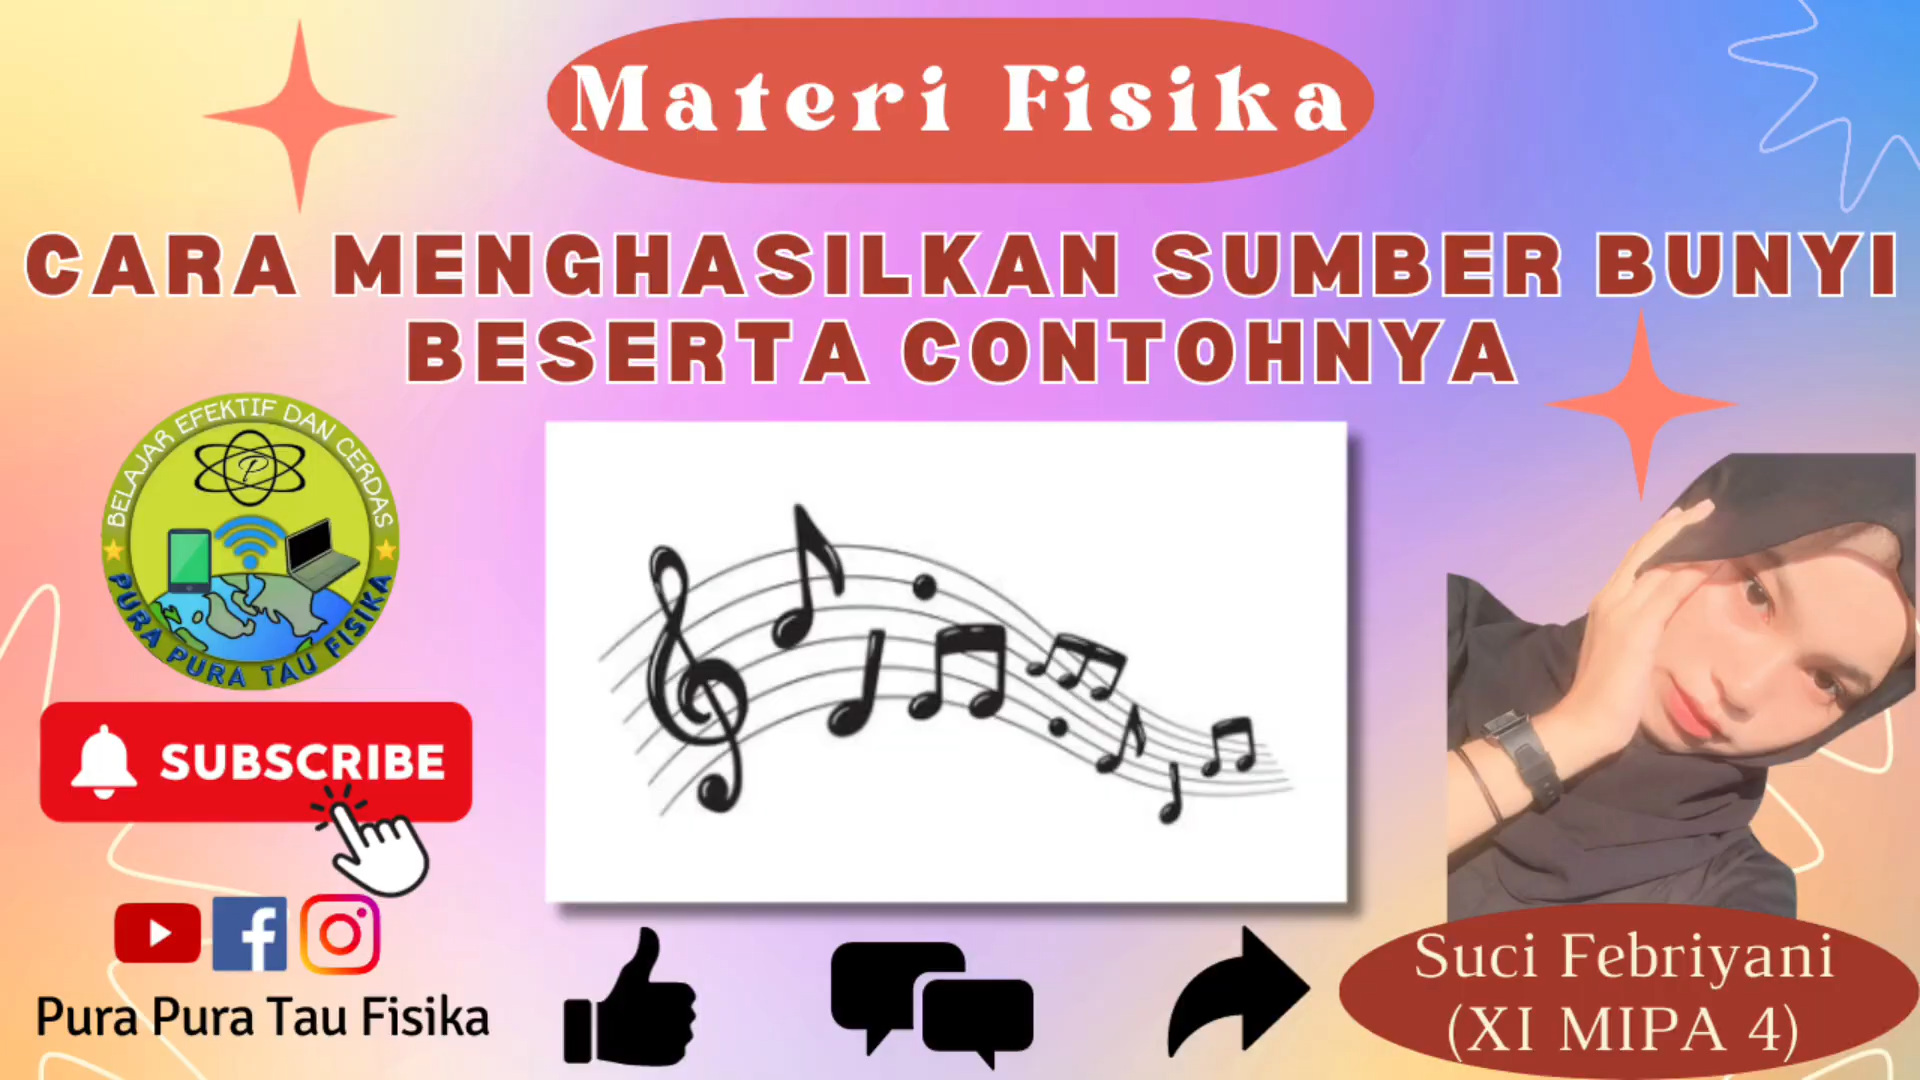 Materi Fisika
CARA MENGHASILKAN SUMBER BUNYI
BESERTA CONTOHNYA
BELAJAR EFEKTIF DAN CERDAS
P
PURA PURA TAU FISIKA
SUBSCRIBE
f
Pura Pura Tau Fisika
Suci Febriyani
(XI MIPA 4)